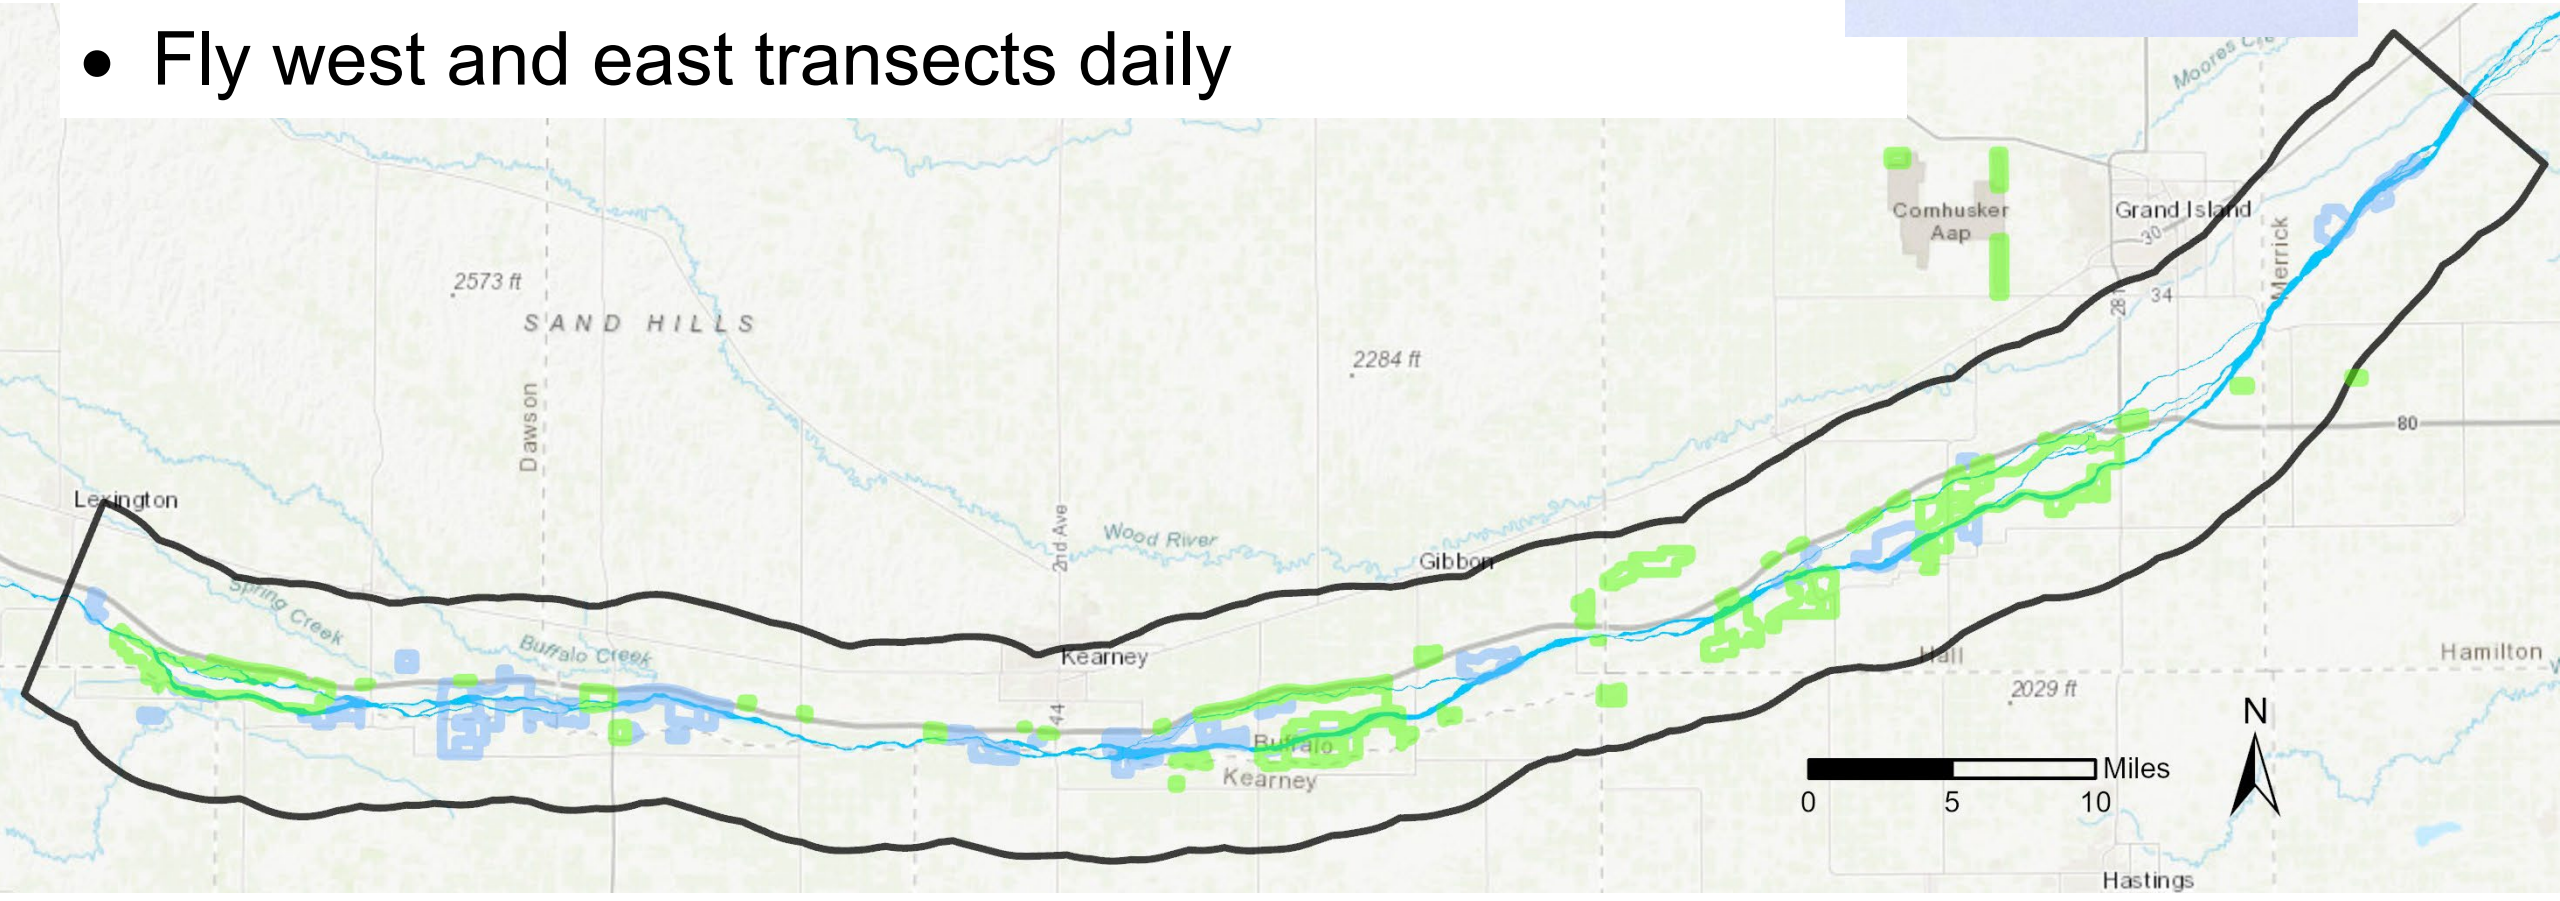 • Fly west and east transects daily
Moores Cre
Cornhusker
Aap
Grand Island
30
Merrick
2573 ft
281
34
SAND HILLS
2284 ft
Dawson
80
Lexington
2nd Ave
Wood River
Gibbon
Spring Creek
Buffalo Creek
Kearney
Hall
Hamilton
2029 ft
44
N
Buffalo
Kearney
Miles
0 5 10
Hastings